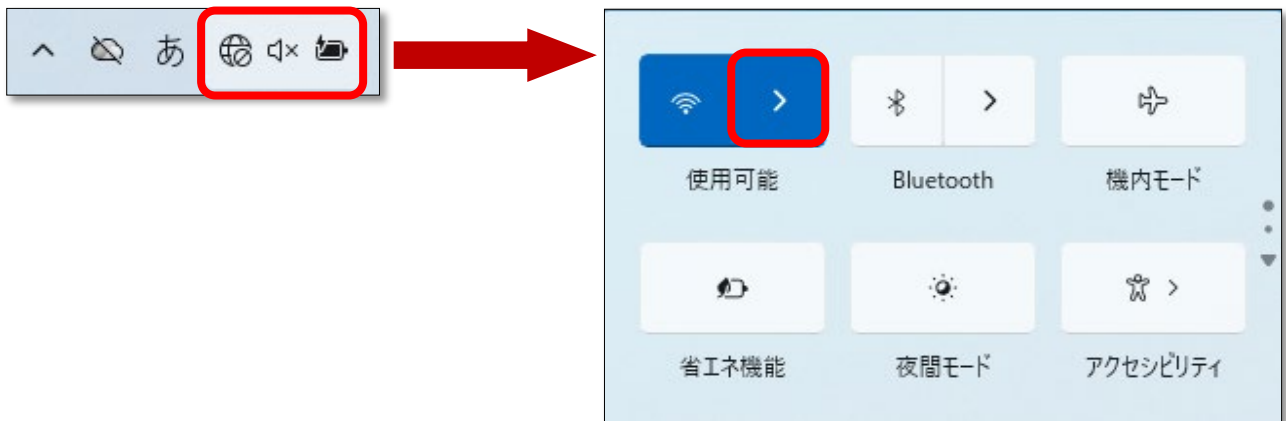 あ
使用可能
Bluetooth
機内モード
省エネ機能
夜間モード
アクセシビリティ